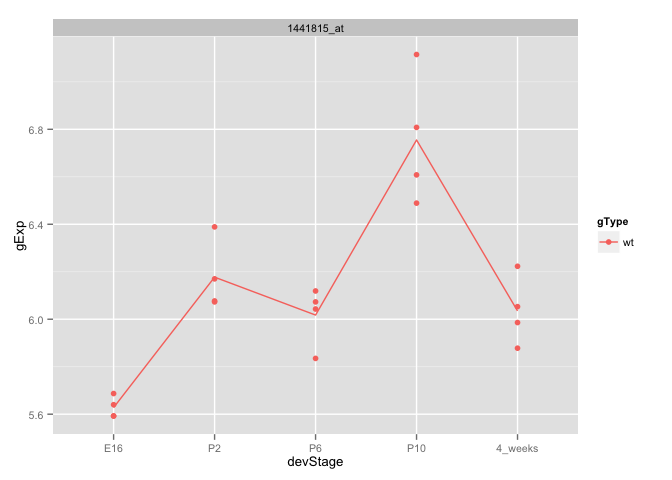 1441815_at
6.8
6.4
6.0
5.6
gExp
E16
P2
P6
P10
4_weeks
devStage
gType
wt